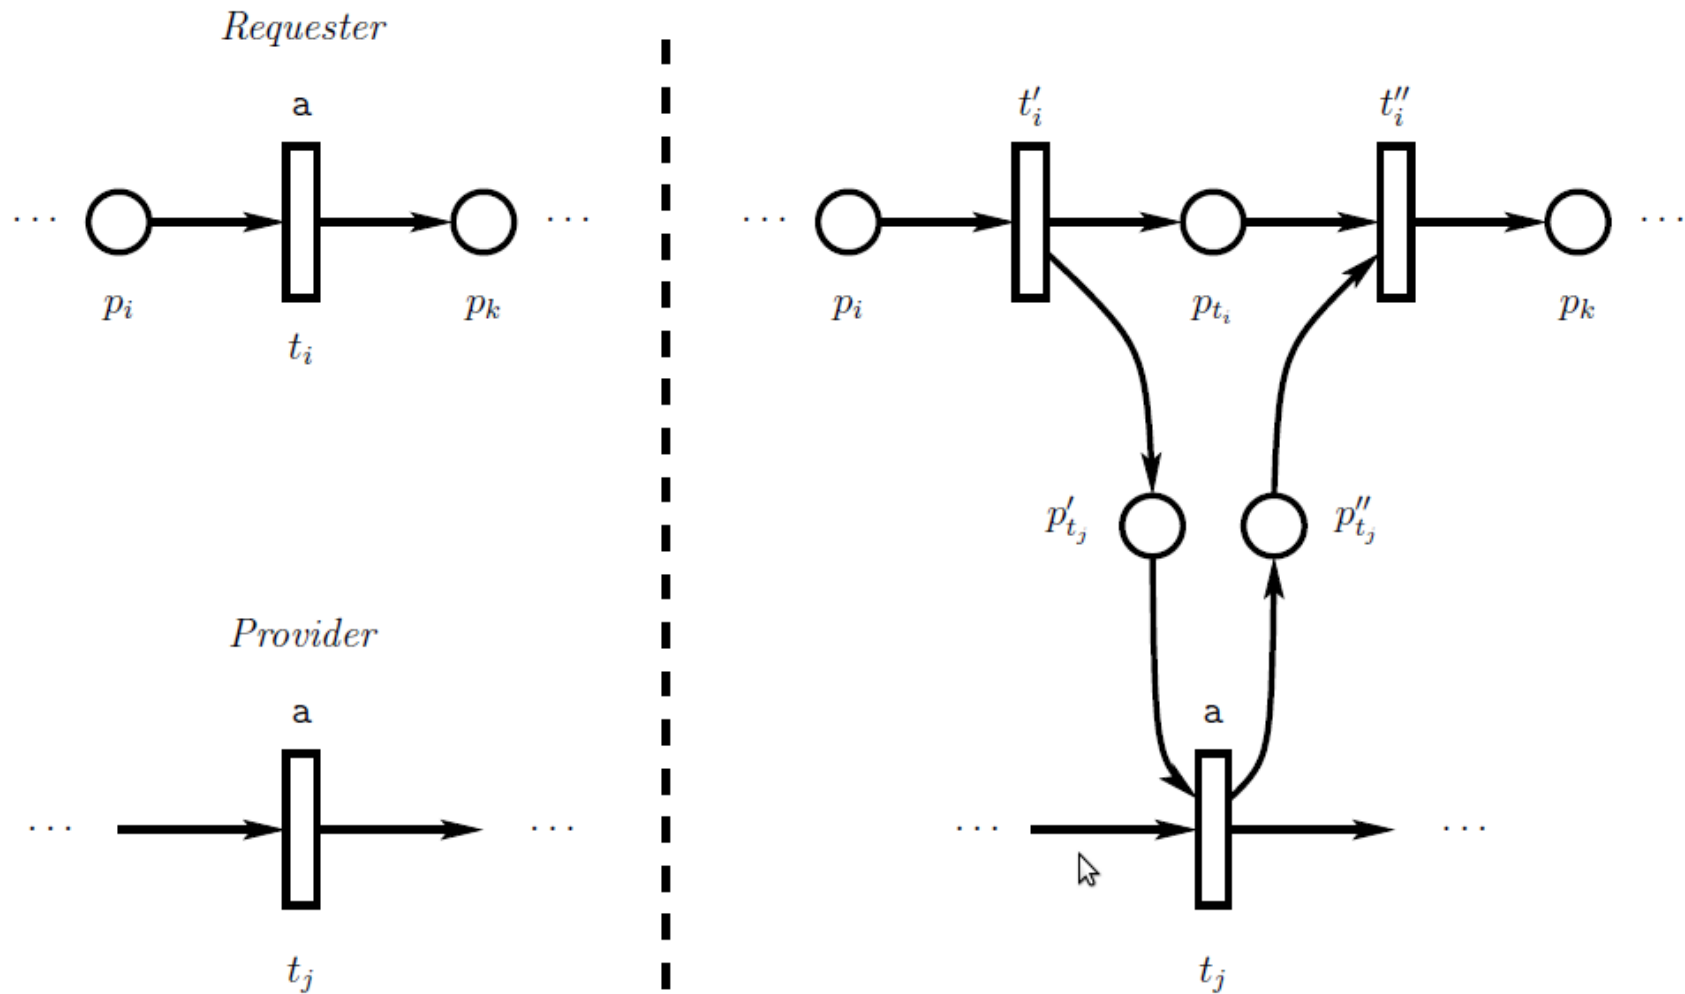 Requester
a
··· p_i p_k ···
t_i
Provider
a
··· ···
t_j
t′_i t″_i
··· p_i p_{t_i} p_k ···
p′_{t_j} p″_{t_j}
a
··· ···
t_j